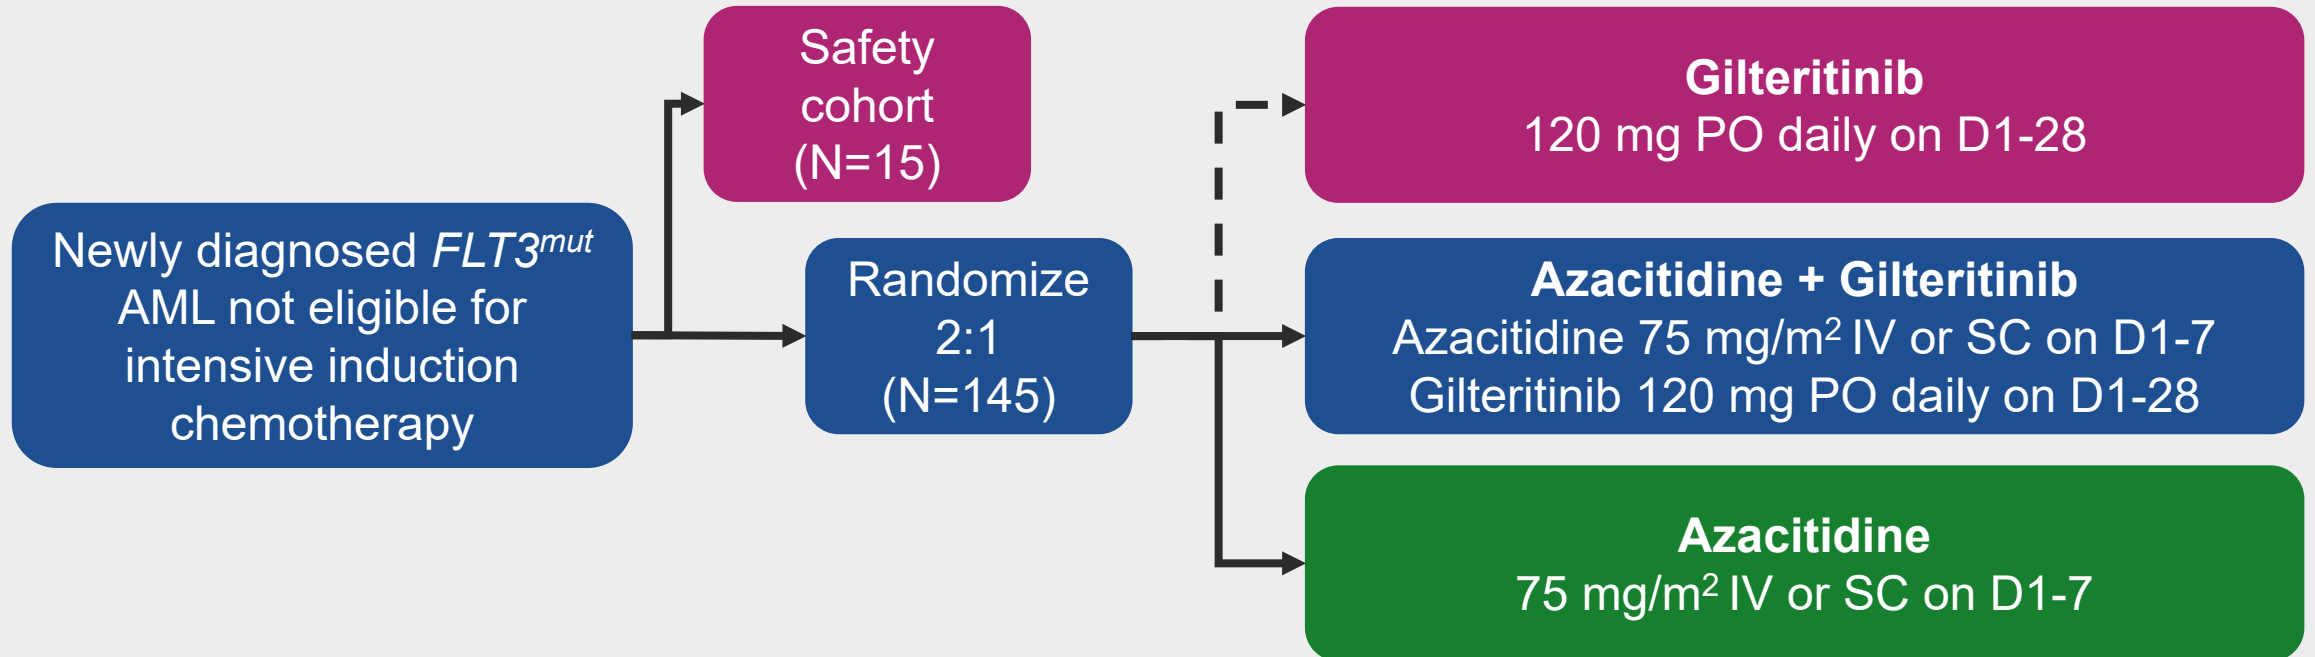 Safety
cohort
(N=15)
Newly diagnosed FLT3mut
AML not eligible for
intensive induction
chemotherapy
Randomize
2:1
(N=145)
Gilteritinib
120 mg PO daily on D1-28
Azacitidine + Gilteritinib
Azacitidine 75 mg/m² IV or SC on D1-7
Gilteritinib 120 mg PO daily on D1-28
Azacitidine
75 mg/m² IV or SC on D1-7